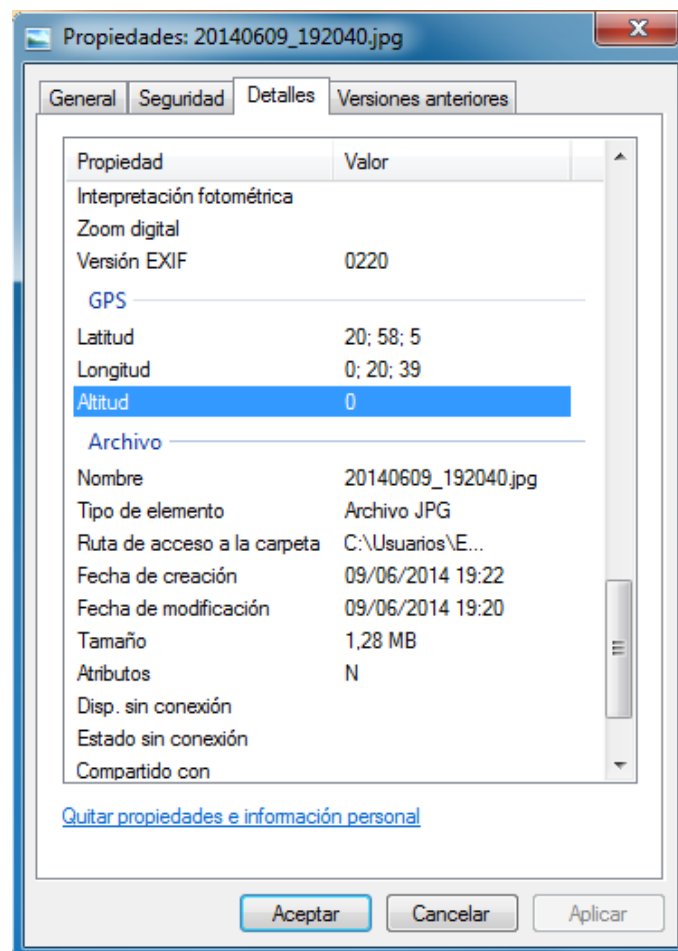 Propiedades: 20140609_192040.jpg
General Seguridad Detalles Versiones anteriores
Propiedad Valor
Interpretación fotométrica
Zoom digital
Versión EXIF 0220
GPS
Latitud 20; 58; 5
Longitud 0; 20; 39
Altitud 0
Archivo
Nombre 20140609_192040.jpg
Tipo de elemento Archivo JPG
Ruta de acceso a la carpeta C:\Usuarios\E...
Fecha de creación 09/06/2014 19:22
Fecha de modificación 09/06/2014 19:20
Tamaño 1,28 MB
Atributos N
Disp. sin conexión
Estado sin conexión
Compartido con
Quitar propiedades e información personal
Aceptar Cancelar Aplicar